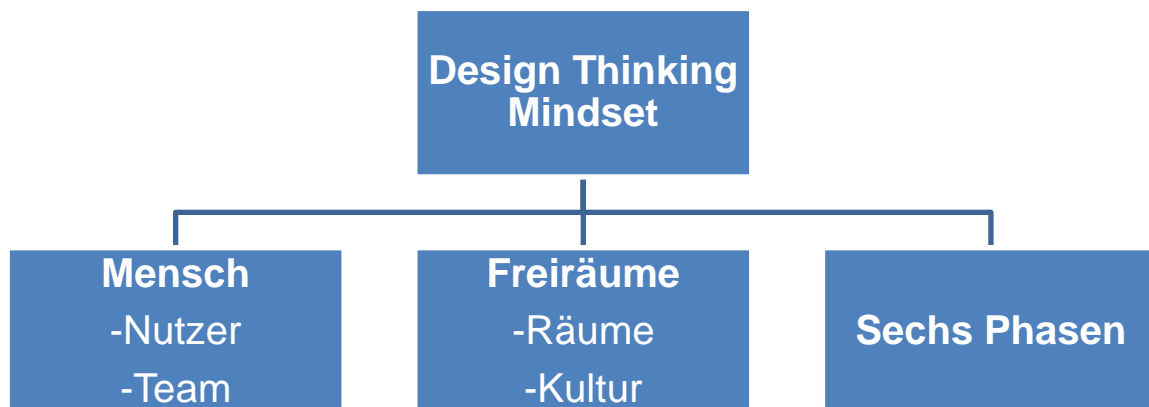 Design Thinking
Mindset
Mensch
-Nutzer
-Team
Freiräume
-Räume
-Kultur
Sechs Phasen